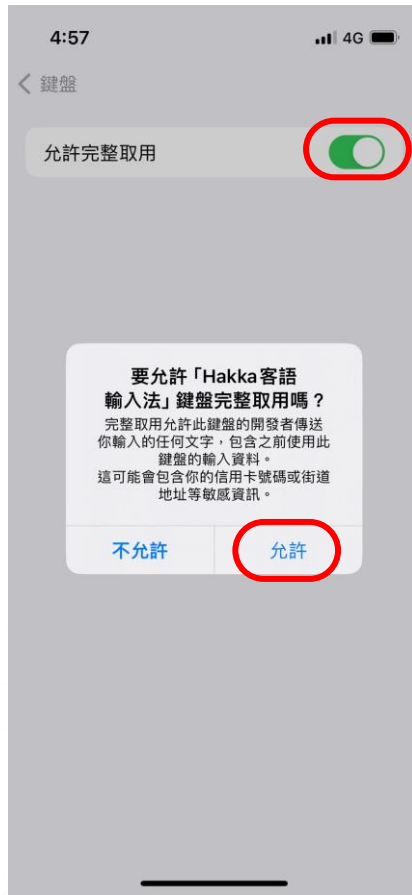 4:57 4G
鍵盤
允許完整取用
要允許「Hakka客語
輸入法」鍵盤完整取用嗎？
完整取用允許此鍵盤的開發者傳送
你輸入的任何文字，包含之前使用此
鍵盤的輸入資料。
這可能會包含你的信用卡號碼或街道
地址等敏感資訊。
不允許 允許